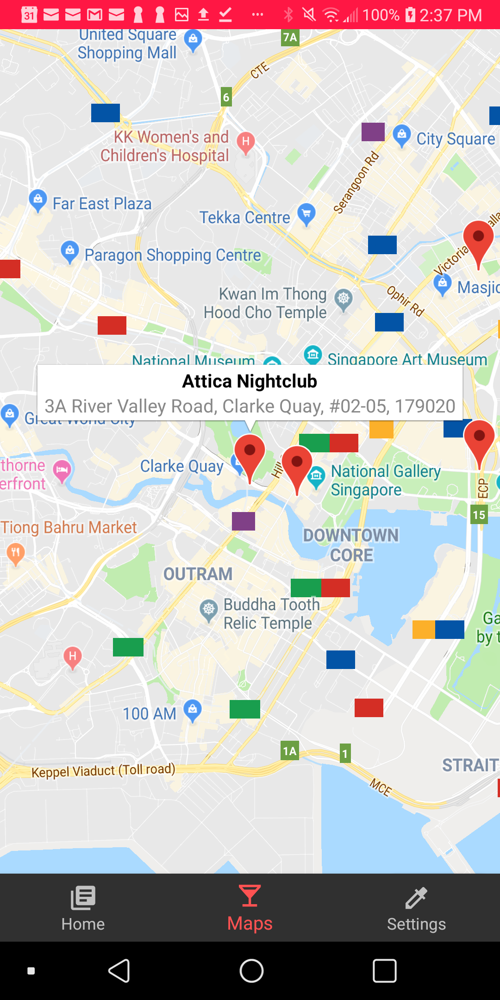 31
100%
2:37 PM
United Square
Shopping Mall
7A
CTE
6
KK Women's and
Children's Hospital
H
City Square
Serangoon Rd
Far East Plaza
Tekka Centre
Paragon Shopping Centre
Victoria
Masjid
Kwan Im Thong
Hood Cho Temple
Ophir Rd
National Museum
Singapore Art Museum
Attica Nightclub
3A River Valley Road, Clarke Quay, #02-05, 179020
Great World City
thorne
erfront
Clarke Quay
National Gallery
Singapore
ECP
15
Tiong Bahru Market
DOWNTOWN
CORE
OUTRAM
Buddha Tooth
Relic Temple
Ga
by t
H
100 AM
1A
1
STRAIT
Keppel Viaduct (Toll road)
MCE
Home
Maps
Settings